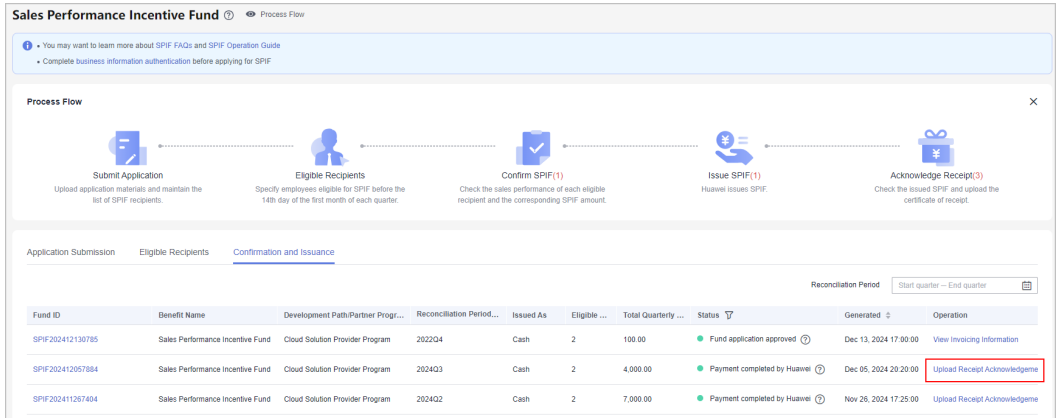 Sales Performance Incentive Fund ? Process Flow
• You may want to learn more about SPIF FAQs and SPIF Operation Guide
• Complete business information authentication before applying for SPIF
Process Flow
Submit Application
Upload application materials and maintain the
list of SPIF recipients.
Eligible Recipients
Specify employees eligible for SPIF before the
14th day of the first month of each quarter.
Confirm SPIF(1)
Check the sales performance of each eligible
recipient and the corresponding SPIF amount.
Issue SPIF(1)
Huawei issues SPIF.
Acknowledge Receipt(3)
Check the issued SPIF and upload the
certificate of receipt.
Application Submission Eligible Recipients Confirmation and Issuance
Reconciliation Period Start quarter – End quarter
Fund ID Benefit Name Development Path/Partner Progr... Reconciliation Period... Issued As Eligible ... Total Quarterly ... Status Generated Operation
SPIF202412130785 Sales Performance Incentive Fund Cloud Solution Provider Program 2022Q4 Cash 2 100.00 Fund application approved ? Dec 13, 2024 17:00:00 View Invoicing Information
SPIF202412057884 Sales Performance Incentive Fund Cloud Solution Provider Program 2024Q3 Cash 2 4,000.00 Payment completed by Huawei ? Dec 05, 2024 20:20:00 Upload Receipt Acknowledgeme
SPIF202411267404 Sales Performance Incentive Fund Cloud Solution Provider Program 2024Q2 Cash 2 7,000.00 Payment completed by Huawei ? Nov 26, 2024 17:25:00 Upload Receipt Acknowledgeme